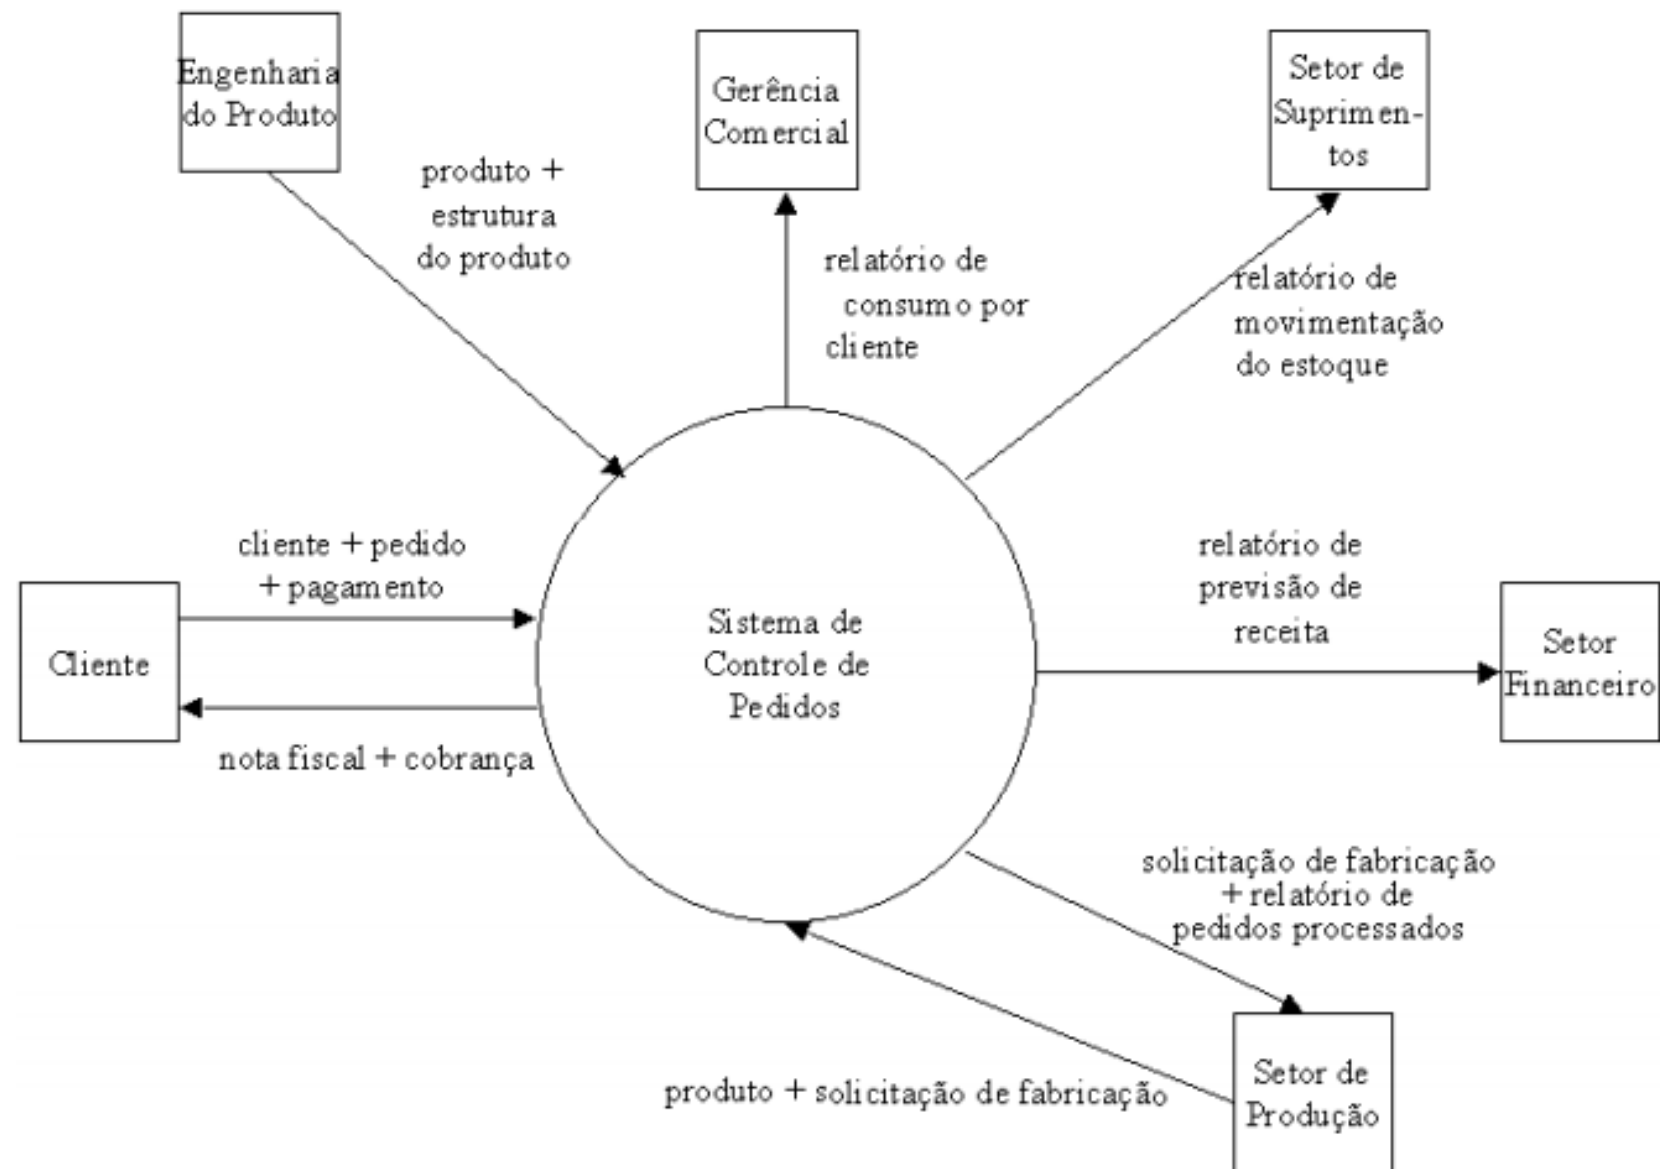 Engenharia
do Produto
Gerência
Comercial
Setor de
Suprimen-
tos
produto +
estrutura
do produto
relatório de
consumo por
cliente
relatório de
movimentação
do estoque
cliente + pedido
+ pagamento
relatório de
previsão de
receita
Cliente
Sistema de
Controle de
Pedidos
Setor
Financeiro
nota fiscal + cobrança
solicitação de fabricação
+ relatório de
pedidos processados
produto + solicitação de fabricação
Setor de
Produção